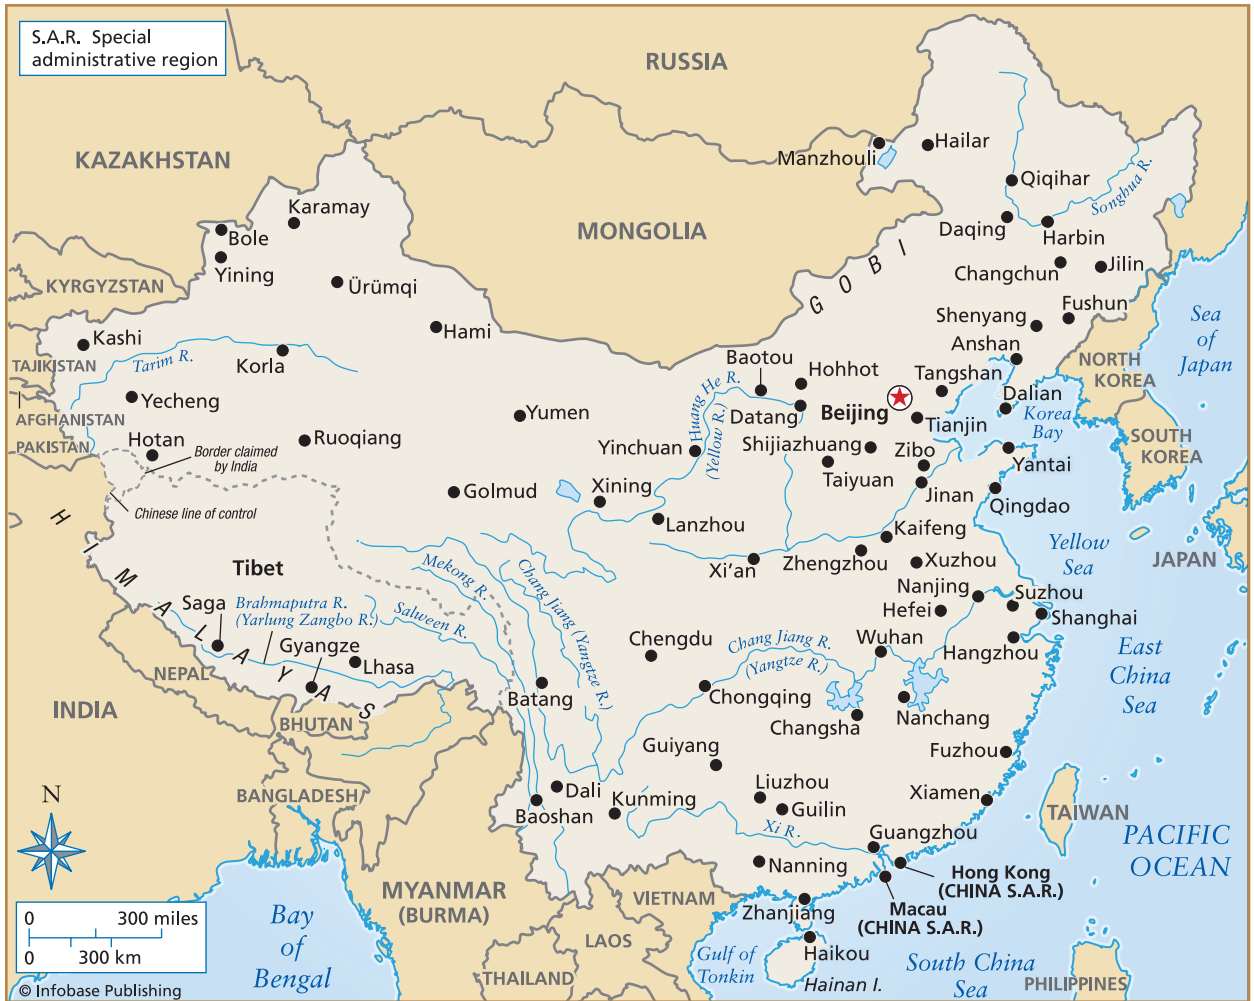 S.A.R. Special
administrative region
RUSSIA
KAZAKHSTAN
MONGOLIA
KYRGYZSTAN
TAJIKISTAN
AFGHANISTAN
PAKISTAN
Manzhouli
Hailar
Qiqihar
Songhua R.
Daqing
Harbin
Karamay
Bole
Yining
Ürümqi
GOBI
Changchun
Jilin
Fushun
Shenyang
Anshan
Sea
of
Japan
Kashi
Hami
Tarim R.
Korla
Baotou
Hohhot
Tangshan
NORTH
KOREA
Yecheng
Yumen
Huang He R.
(Yellow R.)
Datang
Beijing
Tianjin
Dalian
Korea
Bay
SOUTH
KOREA
Hotan
Border claimed
by India
Ruoqiang
Yinchuan
Shijiazhuang
Zibo
Yantai
Taiyuan
Jinan
Qingdao
Chinese line of control
Golmud
Xining
Lanzhou
Kaifeng
Yellow
Sea
JAPAN
HIMALAYAS
Tibet
Mekong R.
Chang Jiang (Yangtze R.)
Xi'an
Zhengzhou
Xuzhou
Nanjing
Suzhou
Saga
Brahmaputra R.
(Yarlung Zangbo R.)
Salween R.
Hefei
Shanghai
Gyangze
Lhasa
Chengdu
Chang Jiang R.
(Yangtze R.)
Wuhan
Hangzhou
East
China
Sea
NEPAL
Batang
Chongqing
Changsha
Nanchang
INDIA
BHUTAN
Guiyang
Fuzhou
N
BANGLADESH
Dali
Baoshan
Kunming
Liuzhou
Guilin
Xi R.
Xiamen
TAIWAN
Guangzhou
PACIFIC
OCEAN
Nanning
Hong Kong
(CHINA S.A.R.)
MYANMAR
(BURMA)
VIETNAM
Zhanjiang
Macau
(CHINA S.A.R.)
0 300 miles
0 300 km
Bay
of
Bengal
LAOS
THAILAND
Gulf of
Tonkin
Haikou
Hainan I.
South China
Sea
PHILIPPINES
© Infobase Publishing